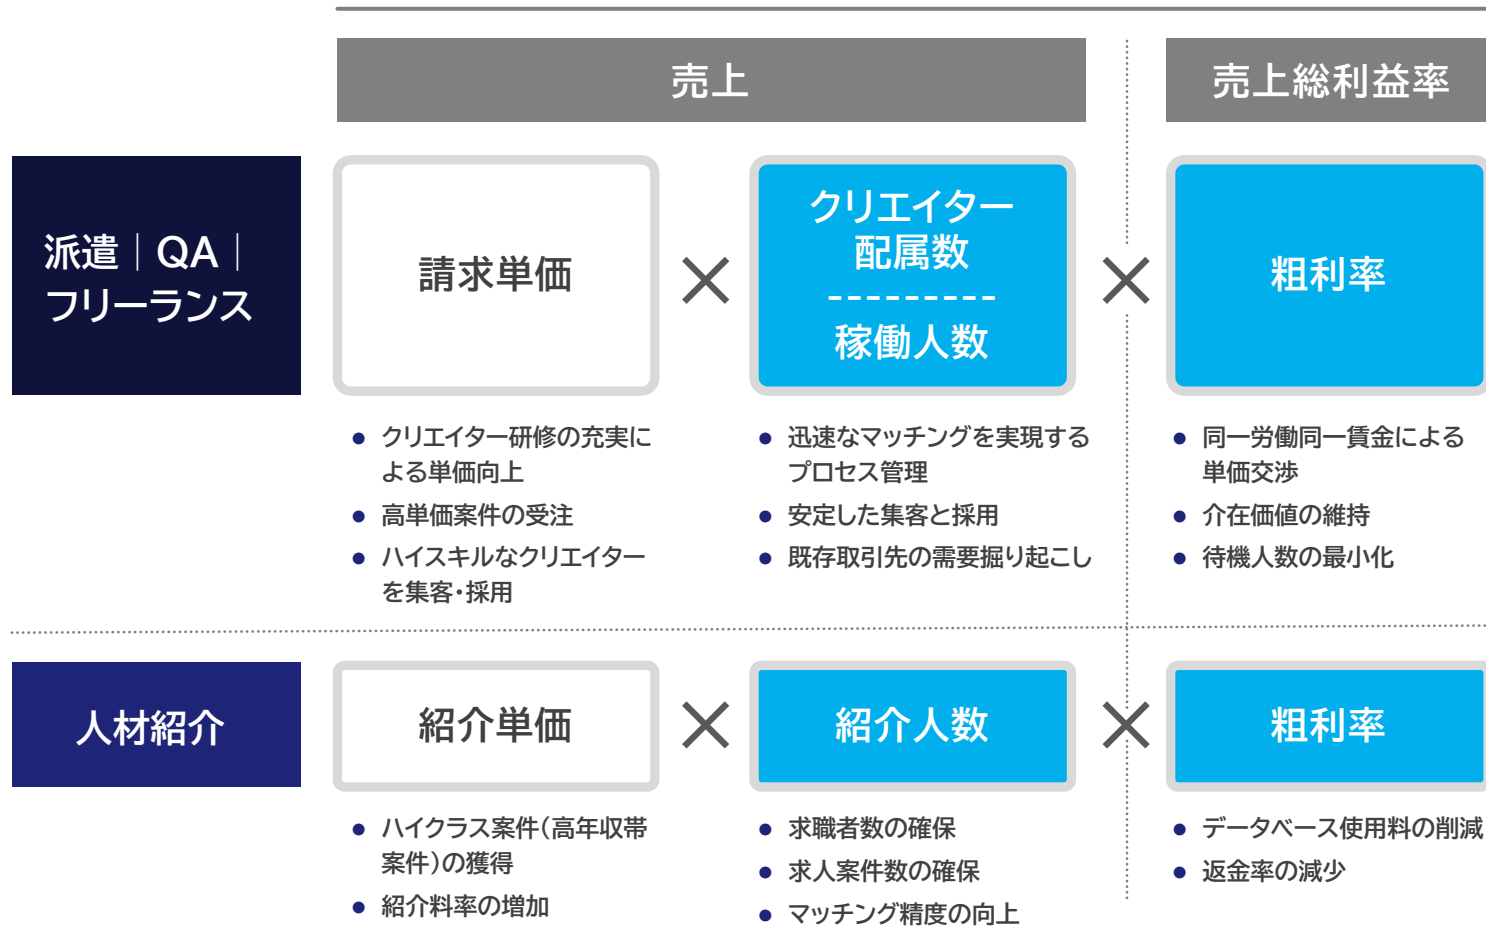 売上
売上総利益率
派遣｜QA｜
フリーランス
請求単価
×
クリエイター
配属数
---------
稼働人数
×
粗利率
● クリエイター研修の充実に
よる単価向上
● 高単価案件の受注
● ハイスキルなクリエイター
を集客・採用
● 迅速なマッチングを実現する
プロセス管理
● 安定した集客と採用
● 既存取引先の需要掘り起こし
● 同一労働同一賃金による
単価交渉
● 介在価値の維持
● 待機人数の最小化
人材紹介
紹介単価
×
紹介人数
×
粗利率
● ハイクラス案件（高年収帯
案件）の獲得
● 紹介料率の増加
● 求職者数の確保
● 求人案件数の確保
● マッチング精度の向上
● データベース使用料の削減
● 返金率の減少